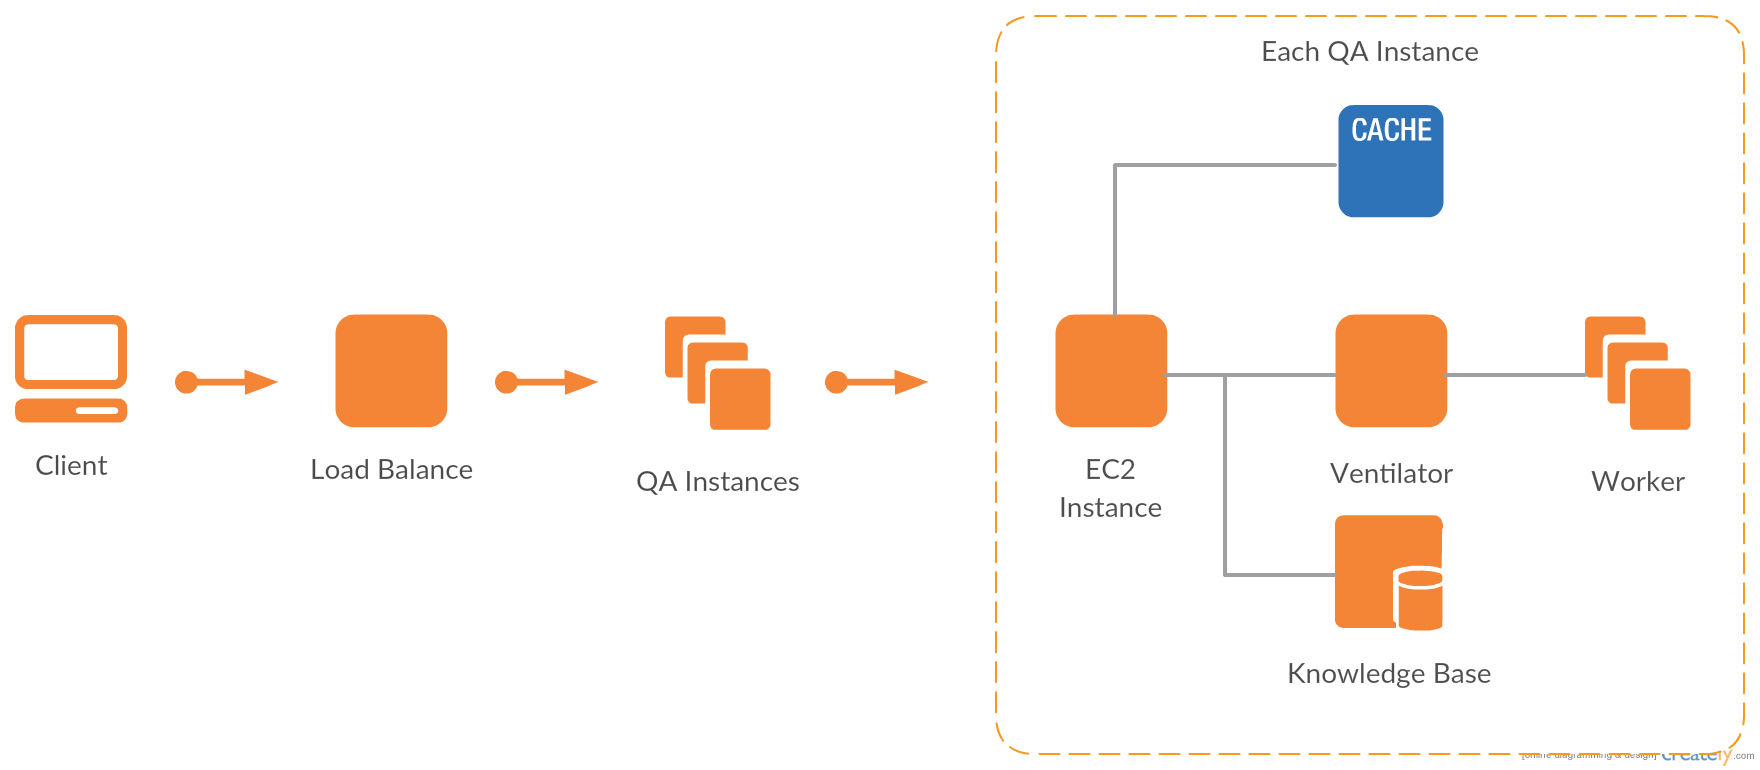 Each QA Instance
CACHE
Client
Load Balance
QA Instances
EC2
Instance
Ventilator
Worker
Knowledge Base
[online diagramming & design] creately.com